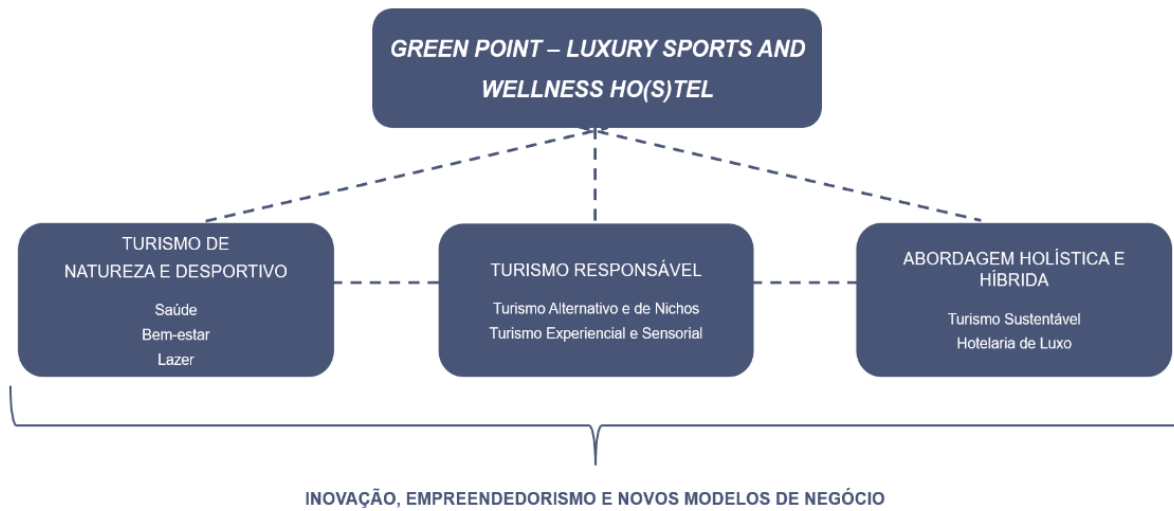 GREEN POINT – LUXURY SPORTS AND
WELLNESS HO(S)TEL
TURISMO DE
NATUREZA E DESPORTIVO
Saúde
Bem-estar
Lazer
TURISMO RESPONSÁVEL
Turismo Alternativo e de Nichos
Turismo Experiencial e Sensorial
ABORDAGEM HOLÍSTICA E
HÍBRIDA
Turismo Sustentável
Hotelaria de Luxo
INOVAÇÃO, EMPREENDEDORISMO E NOVOS MODELOS DE NEGÓCIO